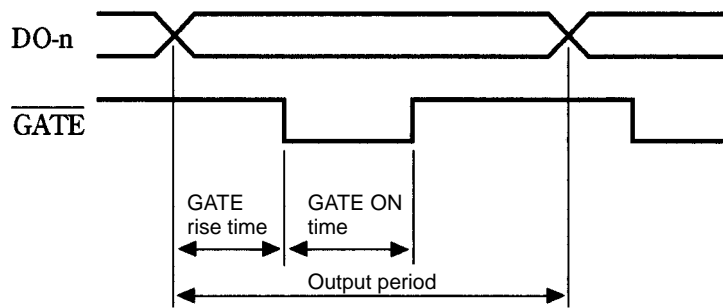 DO-n
GATE
GATE
rise time
GATE ON
time
Output period